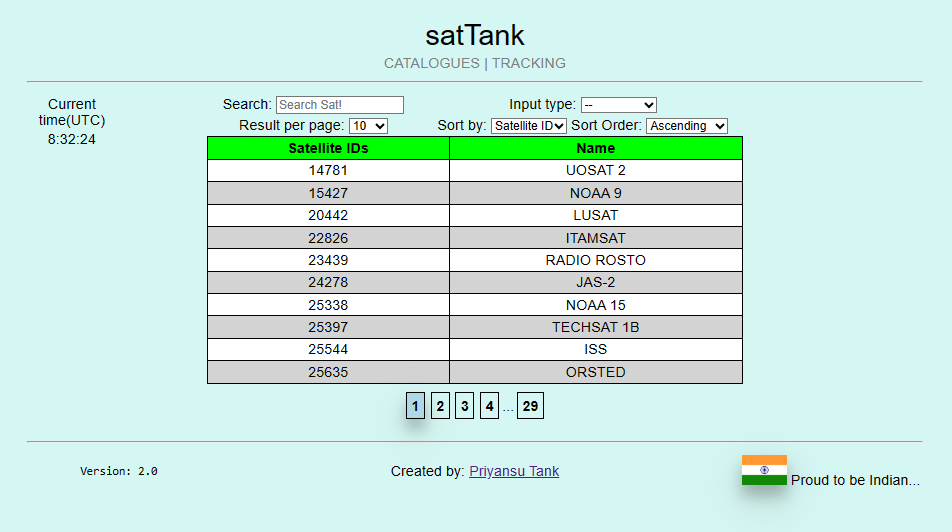 satTank
CATALOGUES | TRACKING
Current
time(UTC)
8:32:24
Search: Search Sat! Input type: --
Result per page: 10 Sort by: Satellite ID Sort Order: Ascending
Satellite IDs Name
14781 UOSAT 2
15427 NOAA 9
20442 LUSAT
22826 ITAMSAT
23439 RADIO ROSTO
24278 JAS-2
25338 NOAA 15
25397 TECHSAT 1B
25544 ISS
25635 ORSTED
1 2 3 4 ... 29
Version: 2.0 Created by: Priyansu Tank Proud to be Indian...